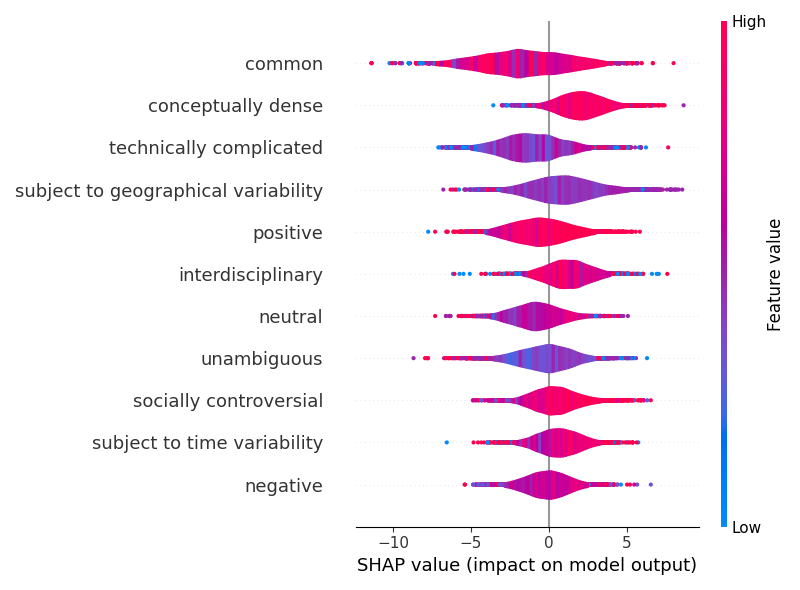 High
common
conceptually dense
technically complicated
subject to geographical variability
positive
interdisciplinary
neutral
unambiguous
socially controversial
subject to time variability
negative
Feature value
Low
−10 −5 0 5
SHAP value (impact on model output)